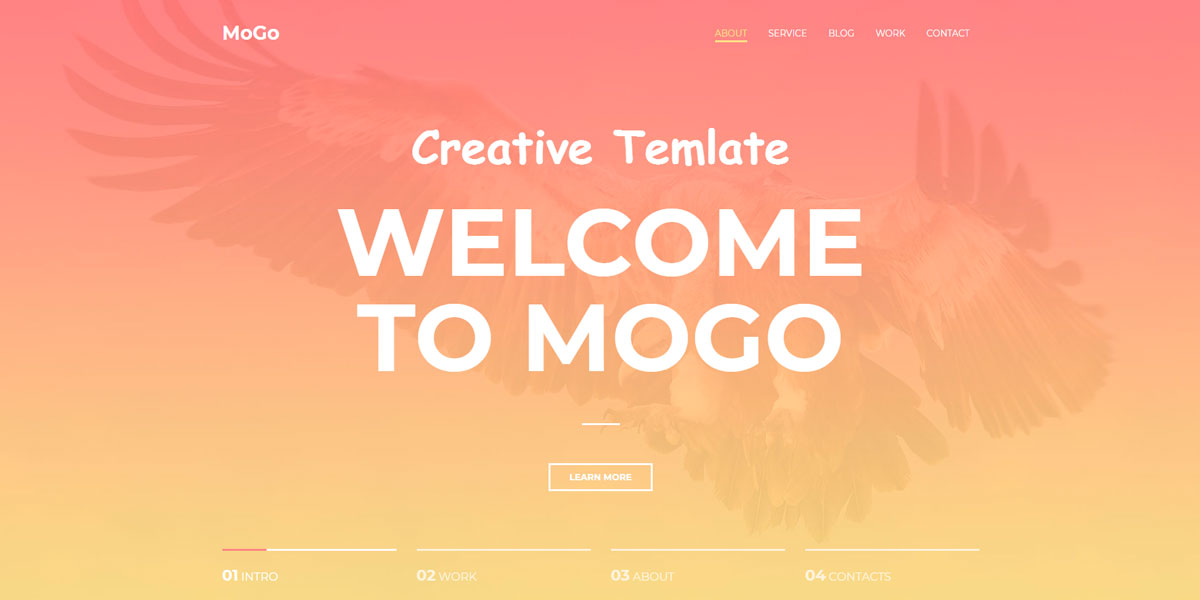 MoGo ABOUT SERVICE BLOG WORK CONTACT
Creative Temlate
WELCOME
TO MOGO
LEARN MORE
01 INTRO 02 WORK 03 ABOUT 04 CONTACTS